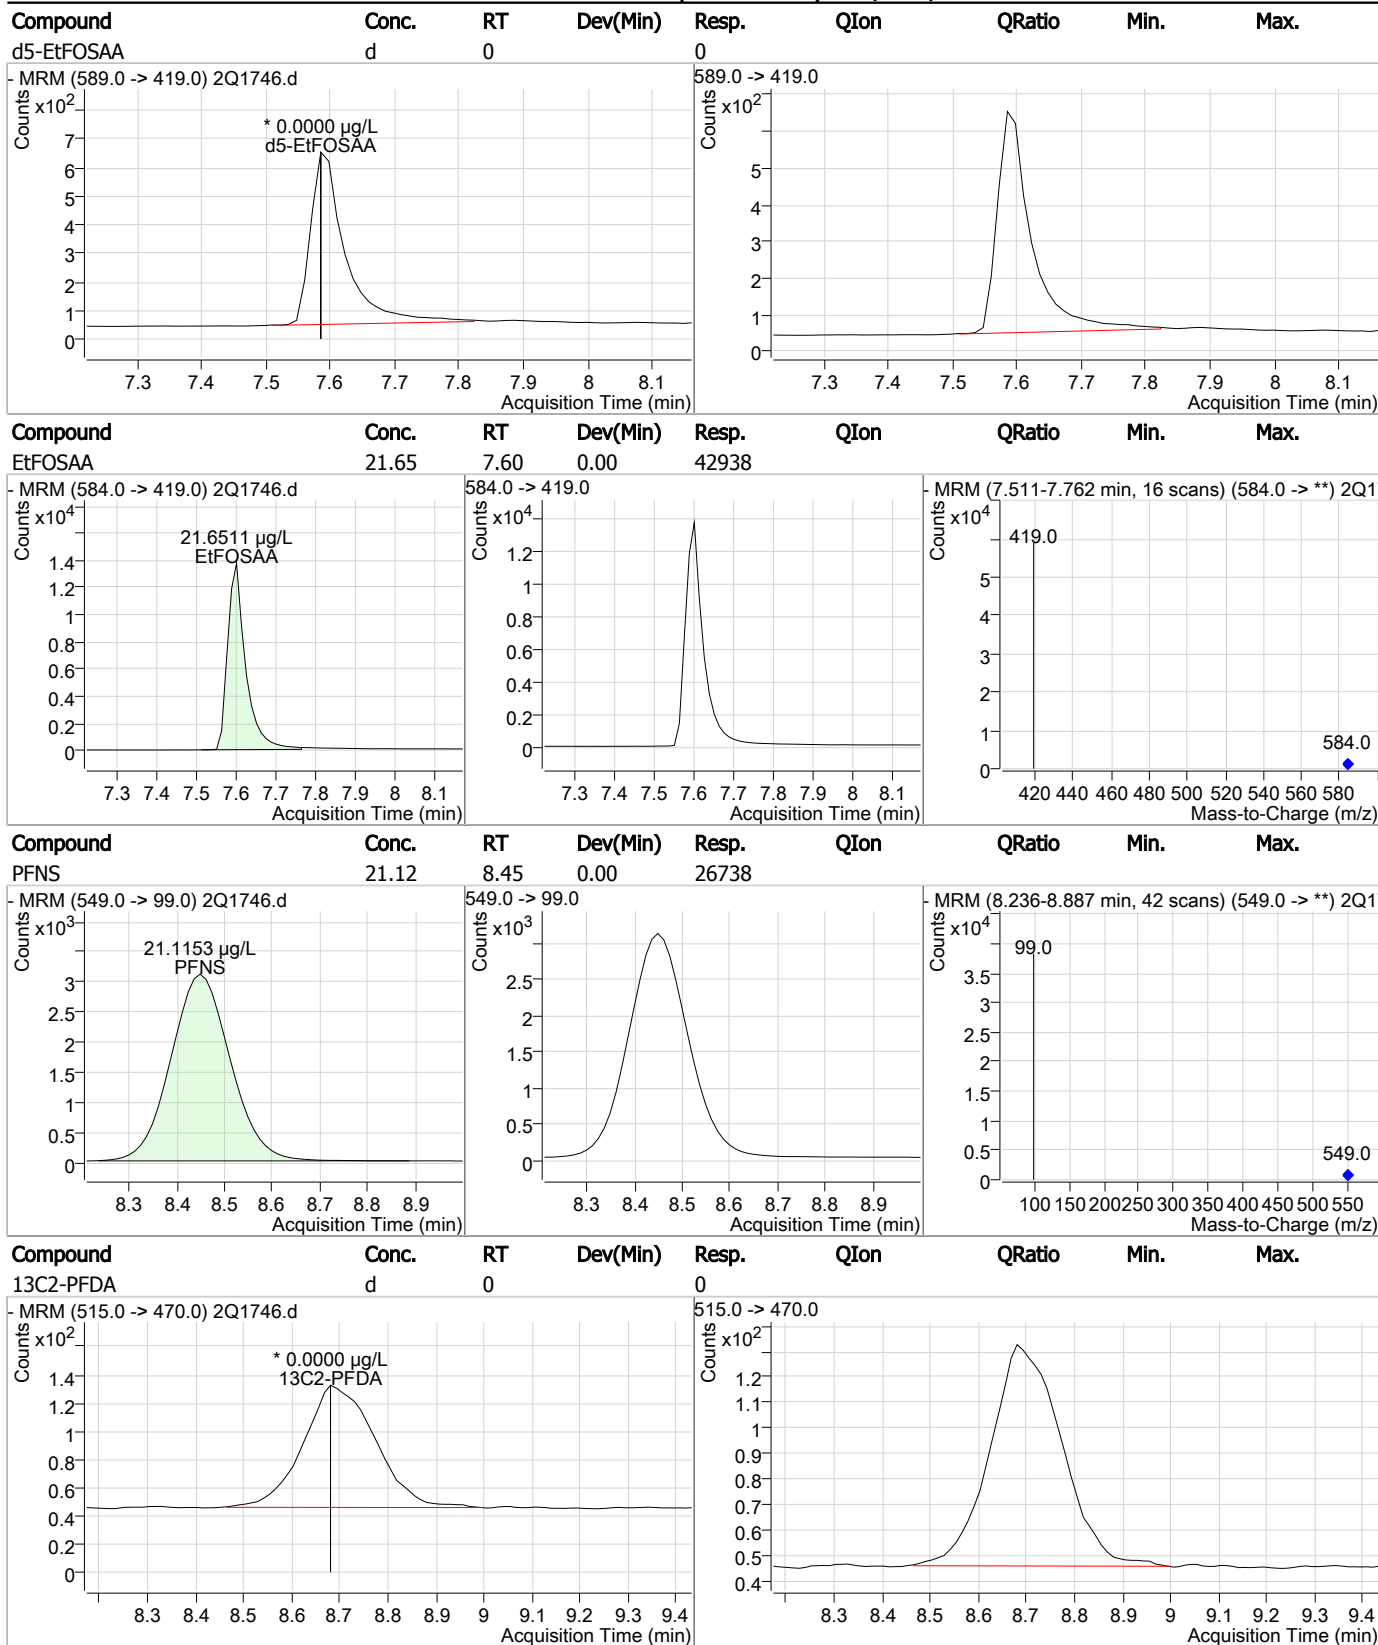 Compound Conc. RT Dev(Min) Resp. QIon QRatio Min. Max.
d5-EtFOSAA d 0 0
- MRM (589.0 -> 419.0) 2Q1746.d
Counts
x10²
* 0.0000 µg/L
d5-EtFOSAA
7
6
5
4
3
2
1
0
7.3 7.4 7.5 7.6 7.7 7.8 7.9 8 8.1
Acquisition Time (min)
589.0 -> 419.0
Counts
x10²
5
4
3
2
1
0
7.3 7.4 7.5 7.6 7.7 7.8 7.9 8 8.1
Acquisition Time (min)
Compound Conc. RT Dev(Min) Resp. QIon QRatio Min. Max.
EtFOSAA 21.65 7.60 0.00 42938
- MRM (584.0 -> 419.0) 2Q1746.d
Counts
x10⁴
21.6511 µg/L
EtFOSAA
1.4
1.2
1
0.8
0.6
0.4
0.2
0
7.3 7.4 7.5 7.6 7.7 7.8 7.9 8 8.1
Acquisition Time (min)
584.0 -> 419.0
Counts
x10⁴
1.2
1
0.8
0.6
0.4
0.2
0
7.3 7.4 7.5 7.6 7.7 7.8 7.9 8 8.1
Acquisition Time (min)
- MRM (7.511-7.762 min, 16 scans) (584.0 -> **) 2Q1
Counts
x10⁴
419.0
5
4
3
2
1
0
584.0
420 440 460 480 500 520 540 560 580
Mass-to-Charge (m/z)
Compound Conc. RT Dev(Min) Resp. QIon QRatio Min. Max.
PFNS 21.12 8.45 0.00 26738
- MRM (549.0 -> 99.0) 2Q1746.d
Counts
x10³
21.1153 µg/L
PFNS
3
2.5
2
1.5
1
0.5
0
8.3 8.4 8.5 8.6 8.7 8.8 8.9
Acquisition Time (min)
549.0 -> 99.0
Counts
x10³
2.5
2
1.5
1
0.5
0
8.3 8.4 8.5 8.6 8.7 8.8 8.9
Acquisition Time (min)
- MRM (8.236-8.887 min, 42 scans) (549.0 -> **) 2Q1
Counts
x10⁴
99.0
3.5
3
2.5
2
1.5
1
0.5
0
549.0
100 150 200 250 300 350 400 450 500 550
Mass-to-Charge (m/z)
Compound Conc. RT Dev(Min) Resp. QIon QRatio Min. Max.
13C2-PFDA d 0 0
- MRM (515.0 -> 470.0) 2Q1746.d
Counts
x10²
* 0.0000 µg/L
13C2-PFDA
1.4
1.2
1
0.8
0.6
0.4
0.2
0
8.3 8.4 8.5 8.6 8.7 8.8 8.9 9 9.1 9.2 9.3 9.4
Acquisition Time (min)
515.0 -> 470.0
Counts
x10²
1.2
1.1
1
0.9
0.8
0.7
0.6
0.5
0.4
8.3 8.4 8.5 8.6 8.7 8.8 8.9 9 9.1 9.2 9.3 9.4
Acquisition Time (min)